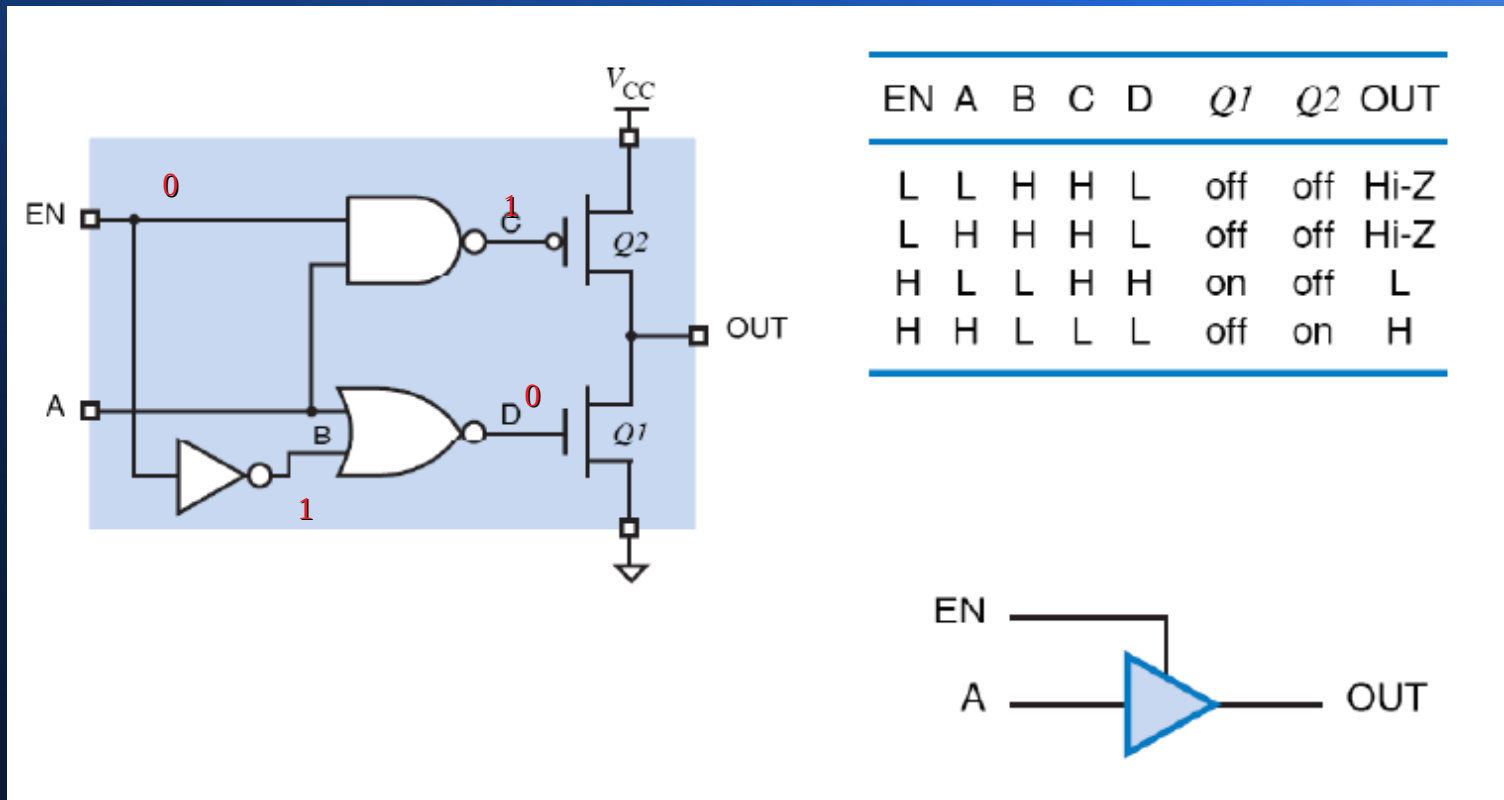 V_CC
0
EN
1
C
Q2
OUT
A
B
D
0
Q1
1
EN A B C D Q1 Q2 OUT
L L H H L off off Hi-Z
L H H H L off off Hi-Z
H L L H H on off L
H H L L L off on H
EN
A
OUT